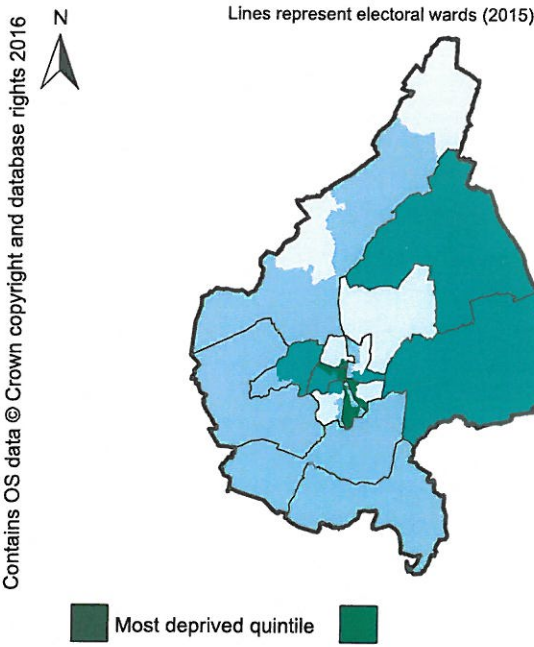 Contains OS data © Crown copyright and database rights 2016
N
Lines represent electoral wards (2015)
Most deprived quintile